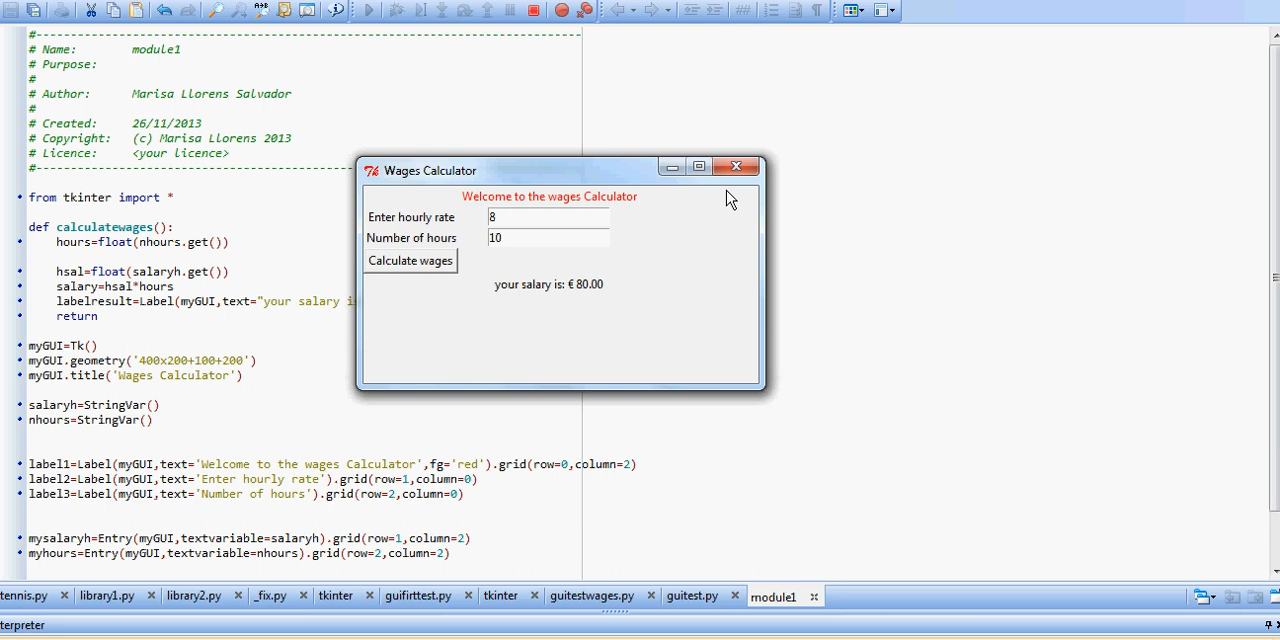 #-------------------------------------------------------------------------------
# Name:        module1
# Purpose:
#
# Author:      Marisa Llorens Salvador
#
# Created:     26/11/2013
# Copyright:   (c) Marisa Llorens 2013
# Licence:     <your licence>
#-------------------------------------------
from tkinter import *
def calculatewages():
    hours=float(nhours.get())
    hsal=float(salaryh.get())
    salary=hsal*hours
    labelresult=Label(myGUI,text="your salary is
    return
myGUI=Tk()
myGUI.geometry('400x200+100+200')
myGUI.title('Wages Calculator')
salaryh=StringVar()
nhours=StringVar()
label1=Label(myGUI,text='Welcome to the wages Calculator',fg='red').grid(row=0,column=2)
label2=Label(myGUI,text='Enter hourly rate').grid(row=1,column=0)
label3=Label(myGUI,text='Number of hours').grid(row=2,column=0)
mysalaryh=Entry(myGUI,textvariable=salaryh).grid(row=1,column=2)
myhours=Entry(myGUI,textvariable=nhours).grid(row=2,column=2)
Wages Calculator
Welcome to the wages Calculator
Enter hourly rate 8
Number of hours 10
Calculate wages
your salary is: € 80.00
tennis.py library1.py library2.py _fix.py tkinter guifirttest.py tkinter guitestwages.py guitest.py module1
terpreter